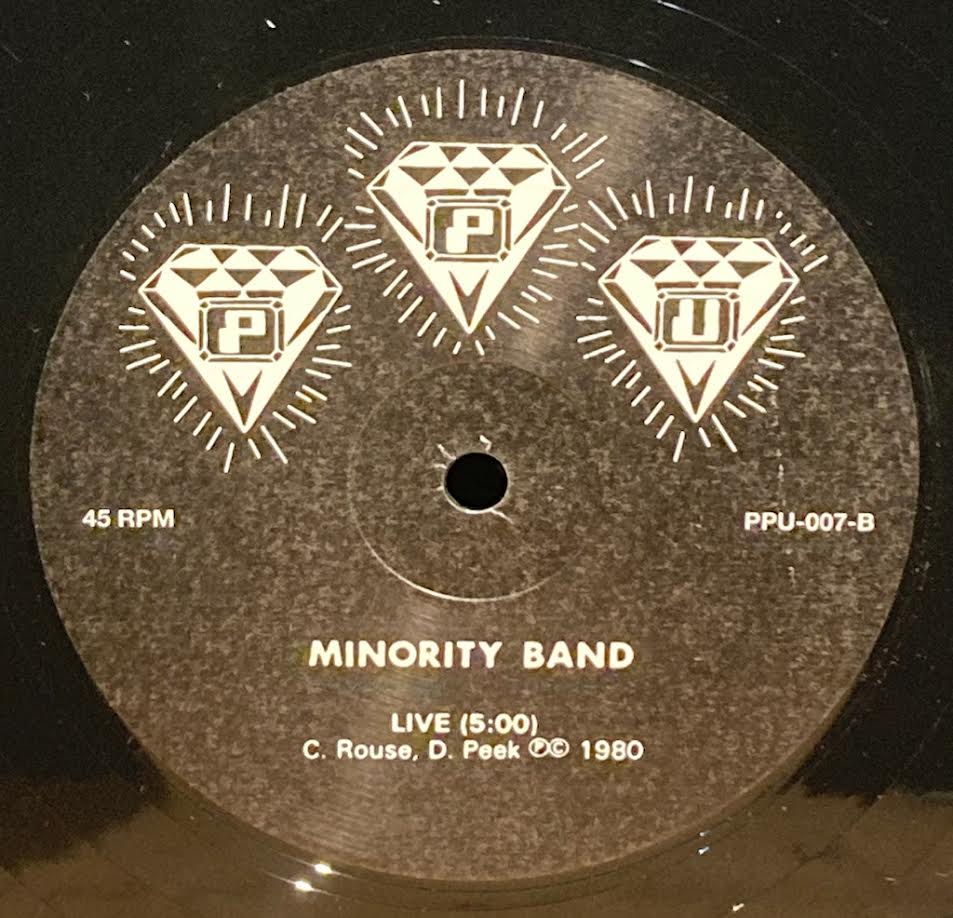 P P U
45 RPM
PPU-007-B
MINORITY BAND
LIVE (5:00)
C. Rouse, D. Peek ℗© 1980